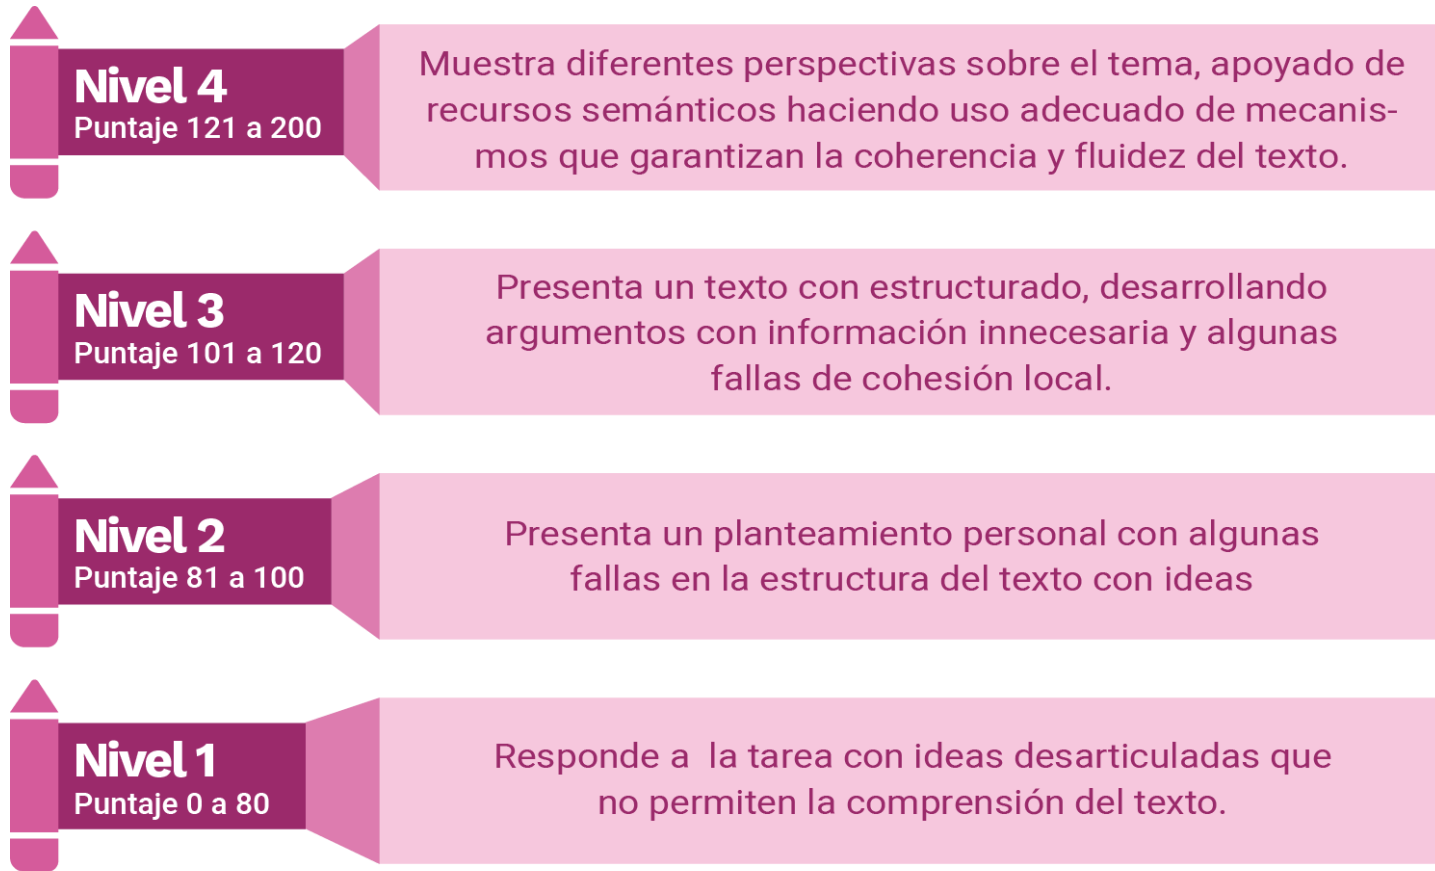 Nivel 4
Puntaje 121 a 200
Muestra diferentes perspectivas sobre el tema, apoyado de
recursos semánticos haciendo uso adecuado de mecanis-
mos que garantizan la coherencia y fluidez del texto.
Nivel 3
Puntaje 101 a 120
Presenta un texto con estructurado, desarrollando
argumentos con información innecesaria y algunas
fallas de cohesión local.
Nivel 2
Puntaje 81 a 100
Presenta un planteamiento personal con algunas
fallas en la estructura del texto con ideas
Nivel 1
Puntaje 0 a 80
Responde a  la tarea con ideas desarticuladas que
no permiten la comprensión del texto.